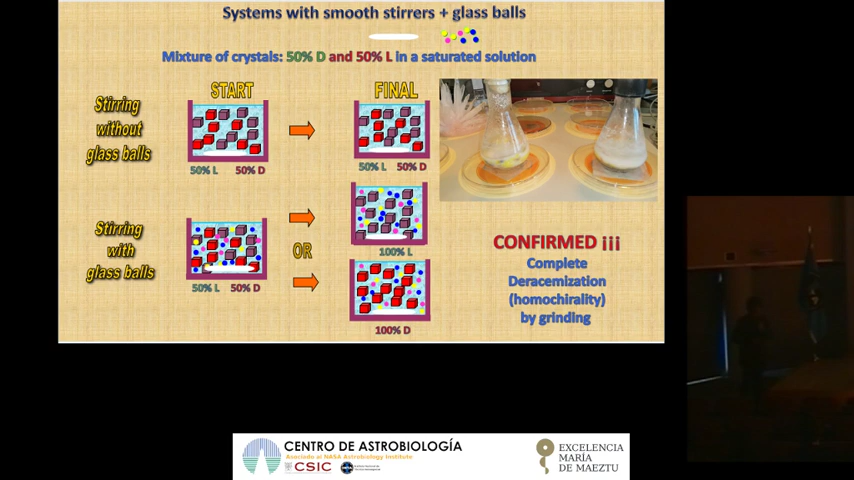 Systems with smooth stirrers + glass balls
Mixture of crystals: 50% D and 50% L in a saturated solution
START
FINAL
Stirring
without
glass balls
50% L 50% D
50% L 50% D
Stirring
with
glass balls
50% L 50% D
OR
100% L
100% D
CONFIRMED ¡¡¡
Complete
Deracemization
(homochirality)
by grinding
CENTRO DE ASTROBIOLOGÍA
Asociado al NASA Astrobiology Institute
CSIC
EXCELENCIA
MARÍA
DE MAEZTU